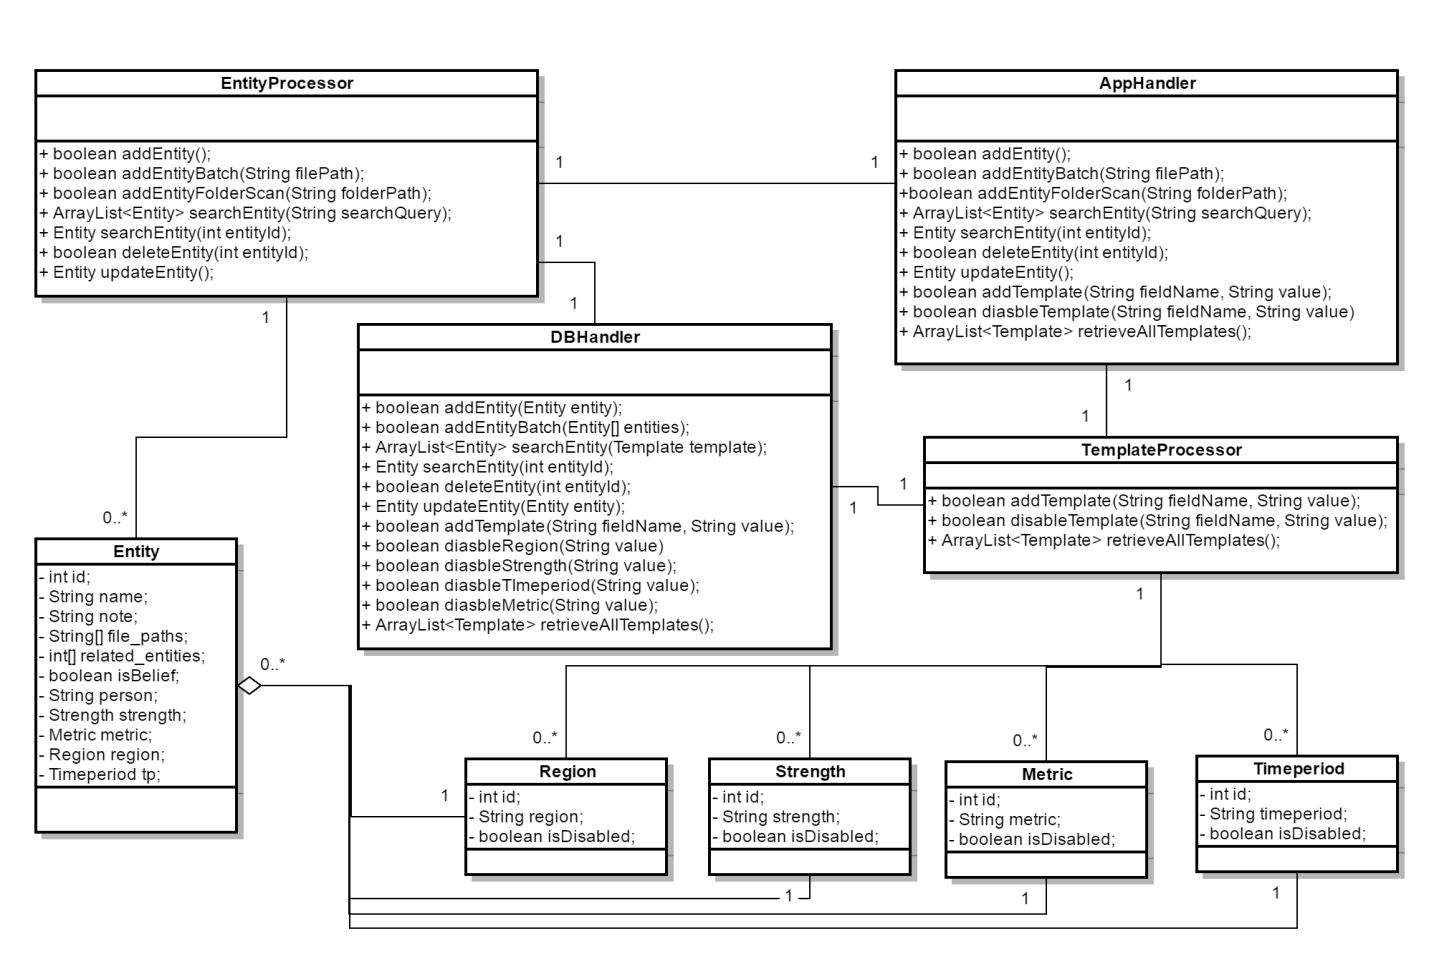 EntityProcessor
+ boolean addEntity();
+ boolean addEntityBatch(String filePath);
+ boolean addEntityFolderScan(String folderPath);
+ ArrayList<Entity> searchEntity(String searchQuery);
+ Entity searchEntity(int entityId);
+ boolean deleteEntity(int entityId);
+ Entity updateEntity();
1
1
AppHandler
+ boolean addEntity();
+ boolean addEntityBatch(String filePath);
+boolean addEntityFolderScan(String folderPath);
+ ArrayList<Entity> searchEntity(String searchQuery);
+ Entity searchEntity(int entityId);
+ boolean deleteEntity(int entityId);
+ Entity updateEntity();
+ boolean addTemplate(String fieldName, String value);
+ boolean diasbleTemplate(String fieldName, String value)
+ ArrayList<Template> retrieveAllTemplates();
1
1
1
DBHandler
+ boolean addEntity(Entity entity);
+ boolean addEntityBatch(Entity[] entities);
+ ArrayList<Entity> searchEntity(Template template);
+ Entity searchEntity(int entityId);
+ boolean deleteEntity(int entityId);
+ Entity updateEntity(Entity entity);
+ boolean addTemplate(String fieldName, String value);
+ boolean diasbleRegion(String value)
+ boolean diasbleStrength(String value);
+ boolean diasbleTImeperiod(String value);
+ boolean diasbleMetric(String value);
+ ArrayList<Template> retrieveAllTemplates();
1
1
1
1
TemplateProcessor
+ boolean addTemplate(String fieldName, String value);
+ boolean disableTemplate(String fieldName, String value);
+ ArrayList<Template> retrieveAllTemplates();
1
0..*
Entity
- int id;
- String name;
- String note;
- String[] file_paths;
- int[] related_entities;
- boolean isBelief;
- String person;
- Strength strength;
- Metric metric;
- Region region;
- Timeperiod tp;
0..*
0..*
1
Region
- int id;
- String region;
- boolean isDisabled;
0..*
Strength
- int id;
- String strength;
- boolean isDisabled;
1
0..*
Metric
- int id;
- String metric;
- boolean isDisabled;
1
0..*
Timeperiod
- int id;
- String timeperiod;
- boolean isDisabled;
1